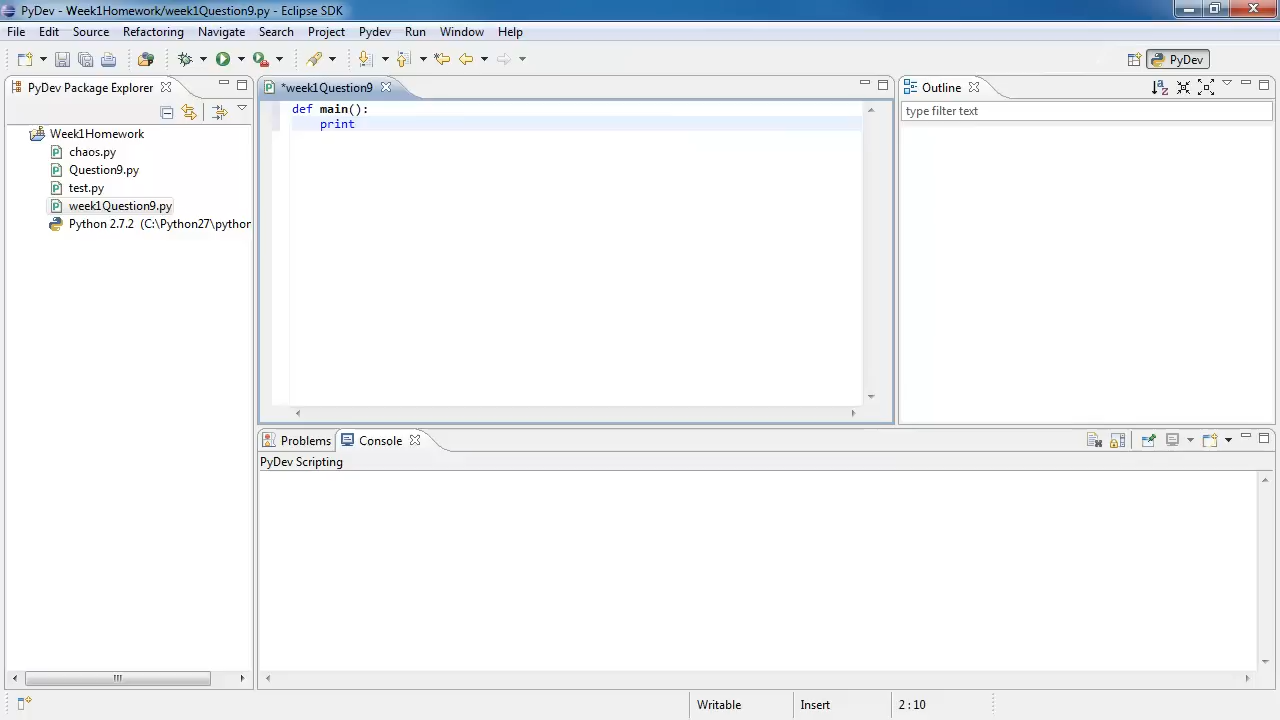 PyDev - Week1Homework/week1Question9.py - Eclipse SDK
File Edit Source Refactoring Navigate Search Project Pydev Run Window Help
PyDev
PyDev Package Explorer
*week1Question9
Outline
def main():
type filter text
print
Week1Homework
chaos.py
Question9.py
test.py
week1Question9.py
Python 2.7.2 (C:\Python27\python
Problems Console
PyDev Scripting
Writable Insert 2 : 10